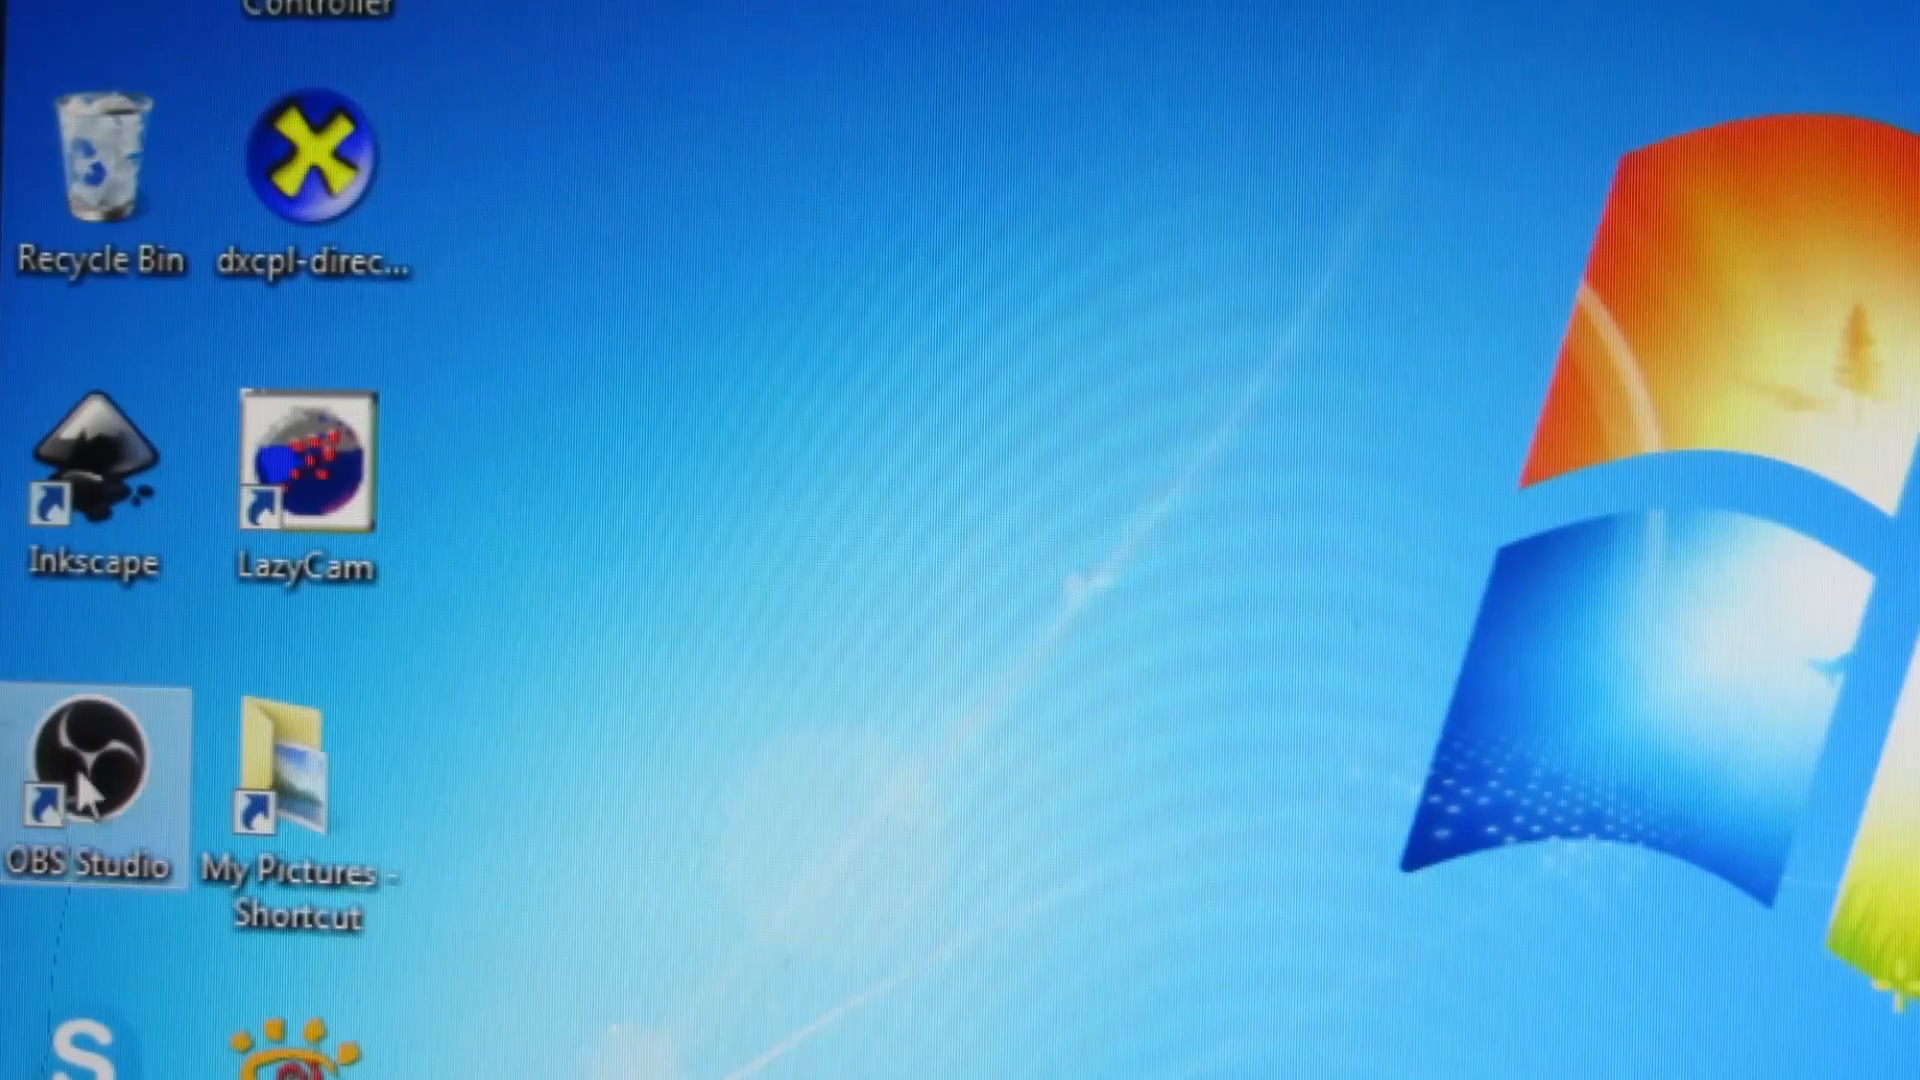 Controller
Recycle Bin
dxcpl-direc...
Inkscape
LazyCam
OBS Studio
My Pictures -
Shortcut
S